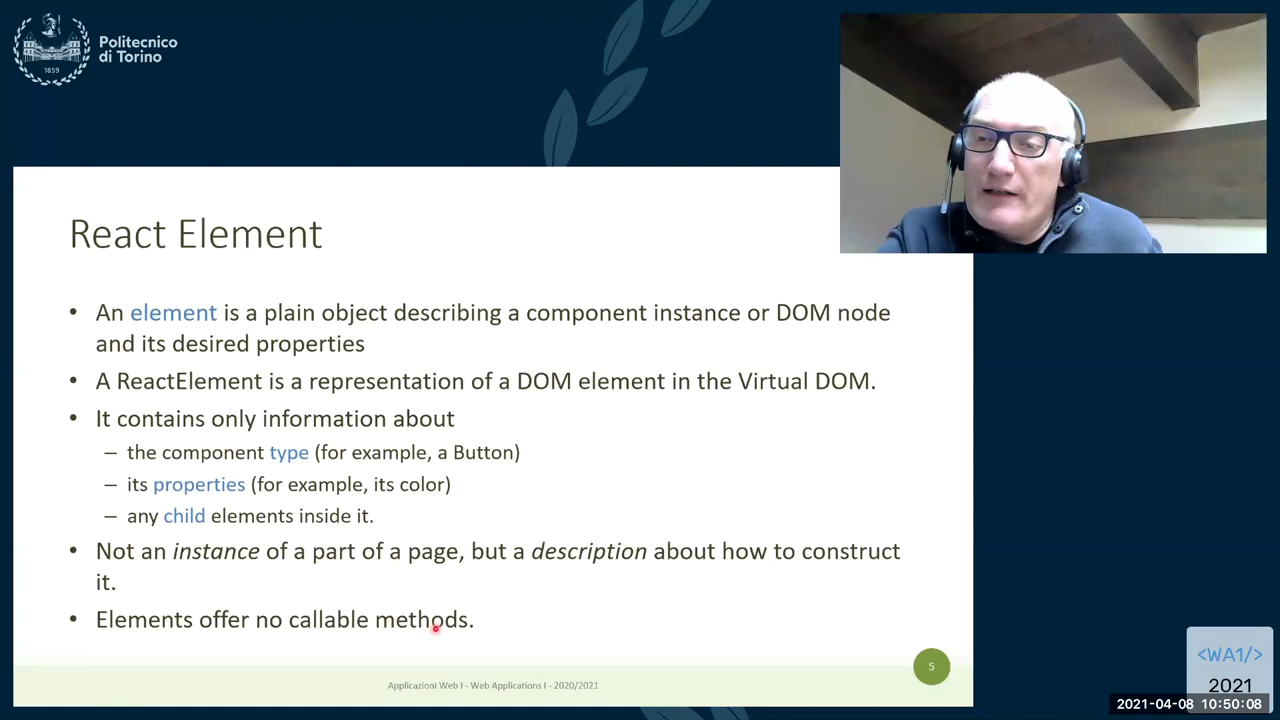 Politecnico
di Torino
1859
React Element
• An element is a plain object describing a component instance or DOM node
and its desired properties
• A ReactElement is a representation of a DOM element in the Virtual DOM.
• It contains only information about
– the component type (for example, a Button)
– its properties (for example, its color)
– any child elements inside it.
• Not an instance of a part of a page, but a description about how to construct
it.
• Elements offer no callable methods.
5
Applicazioni Web I - Web Applications I - 2020/2021
<WA1/>
2021
2021-04-08 10:50:08